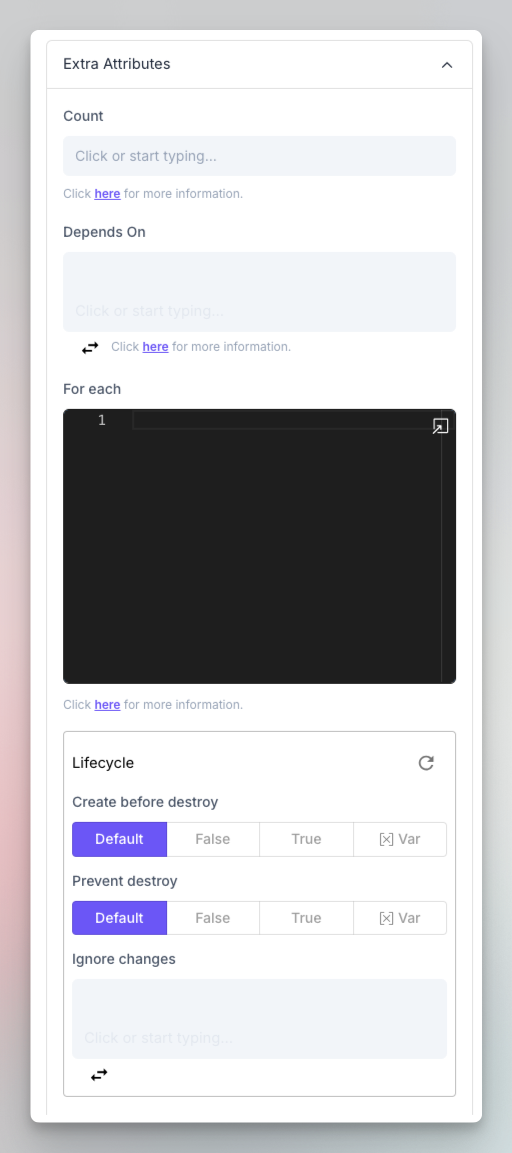 Extra Attributes
Count
Click or start typing...
Click here for more information.
Depends On
Click or start typing...
Click here for more information.
For each
1
Click here for more information.
Lifecycle
Create before destroy
Default False True [x] Var
Prevent destroy
Default False True [x] Var
Ignore changes
Click or start typing...